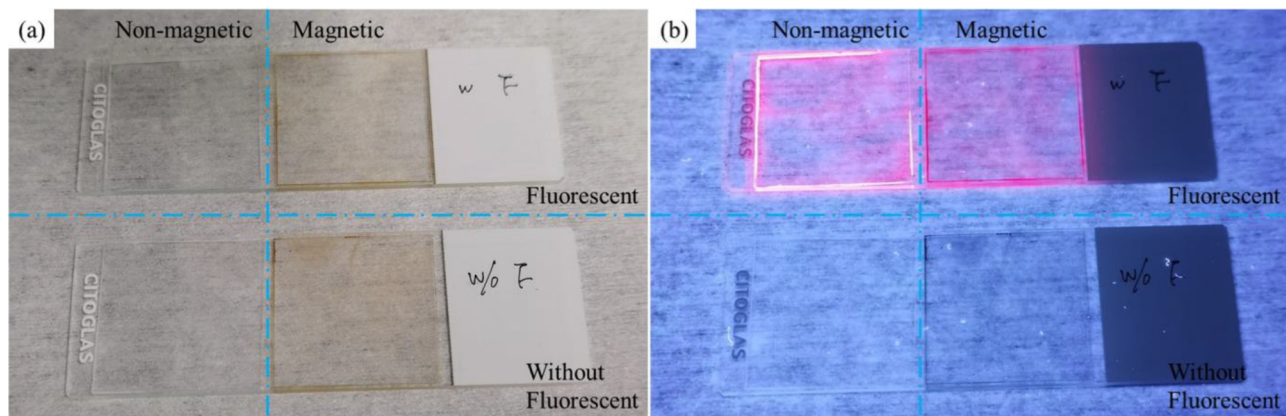 (a)
Non-magnetic
Magnetic
CITOGLAS
w F
Fluorescent
CITOGLAS
w/o F
Without
Fluorescent
(b)
Non-magnetic
Magnetic
CITOGLAS
w F
Fluorescent
CITOGLAS
w/o F
Without
Fluorescent